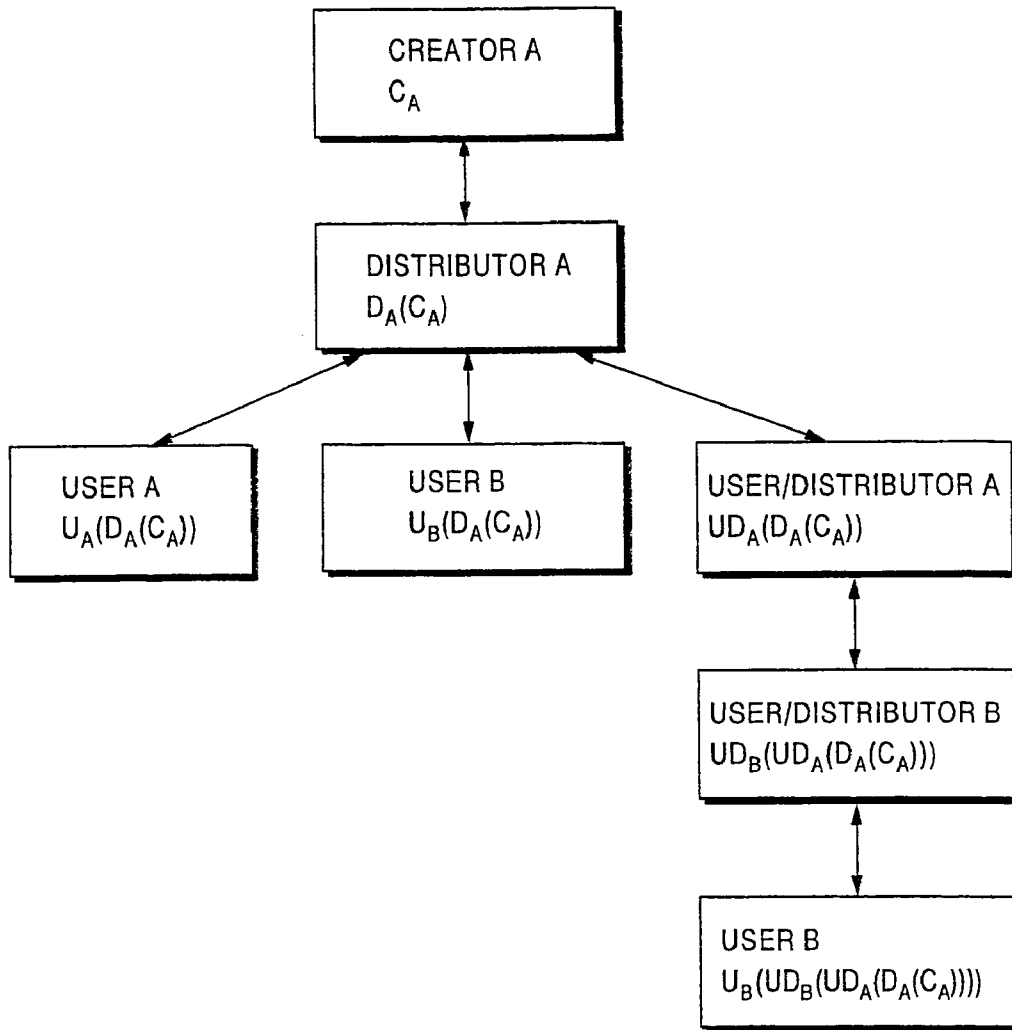 CREATOR A
C_A
DISTRIBUTOR A
D_A(C_A)
USER A
U_A(D_A(C_A))
USER B
U_B(D_A(C_A))
USER/DISTRIBUTOR A
UD_A(D_A(C_A))
USER/DISTRIBUTOR B
UD_B(UD_A(D_A(C_A)))
USER B
U_B(UD_B(UD_A(D_A(C_A))))